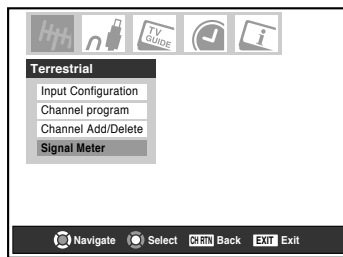 TV
GUIDE
i
Terrestrial
Input Configuration
Channel program
Channel Add/Delete
Signal Meter
Navigate Select CH RTN Back EXIT Exit